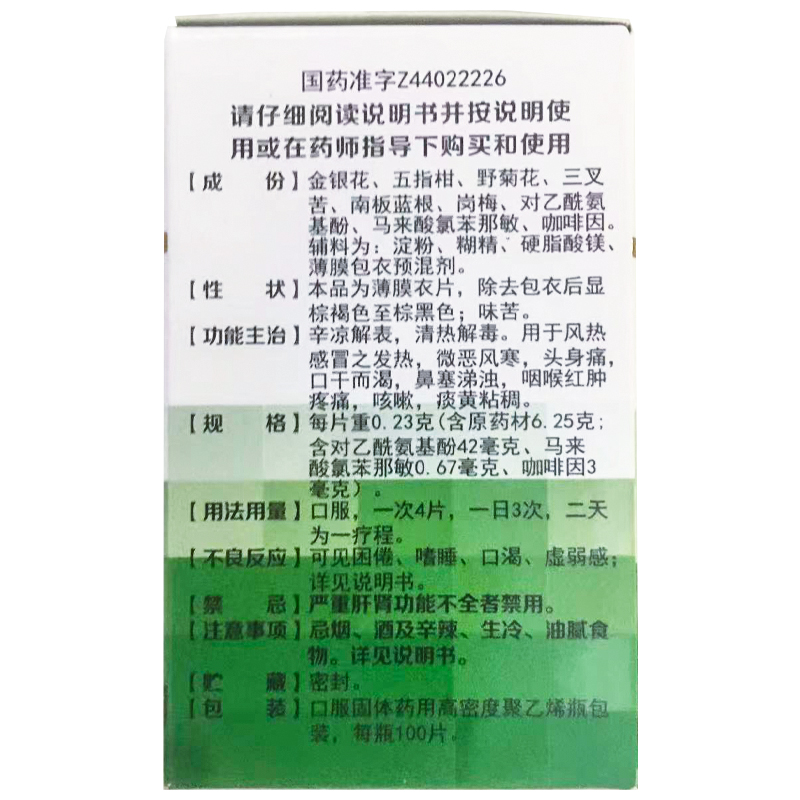 国药准字Z44022226
请仔细阅读说明书并按说明使
用或在药师指导下购买和使用
【成份】金银花、五指柑、野菊花、三叉
苦、南板蓝根、岗梅、对乙酰氨
基酚、马来酸氯苯那敏、咖啡因。
辅料为:淀粉、糊精、硬脂酸镁、
薄膜包衣预混剂。
【性状】本品为薄膜衣片,除去包衣后显
棕褐色至棕黑色;味苦。
【功能主治】辛凉解表,清热解毒。用于风热
感冒之发热,微恶风寒,头身痛,
口干而渴,鼻塞涕浊,咽喉红肿
疼痛,咳嗽,痰黄粘稠。
【规格】每片重0.23克(含原药材6.25克;
含对乙酰氨基酚42毫克、马来
酸氯苯那敏0.67毫克、咖啡因3
毫克)。
【用法用量】口服,一次4片,一日3次,二天
为一疗程。
【不良反应】可见困倦、嗜睡、口渴、虚弱感;
详见说明书。
【禁忌】严重肝肾功能不全者禁用。
【注意事项】忌烟、酒及辛辣、生冷、油腻食
物。详见说明书。
【贮藏】密封。
【包装】口服固体药用高密度聚乙烯瓶包
装,每瓶100片。